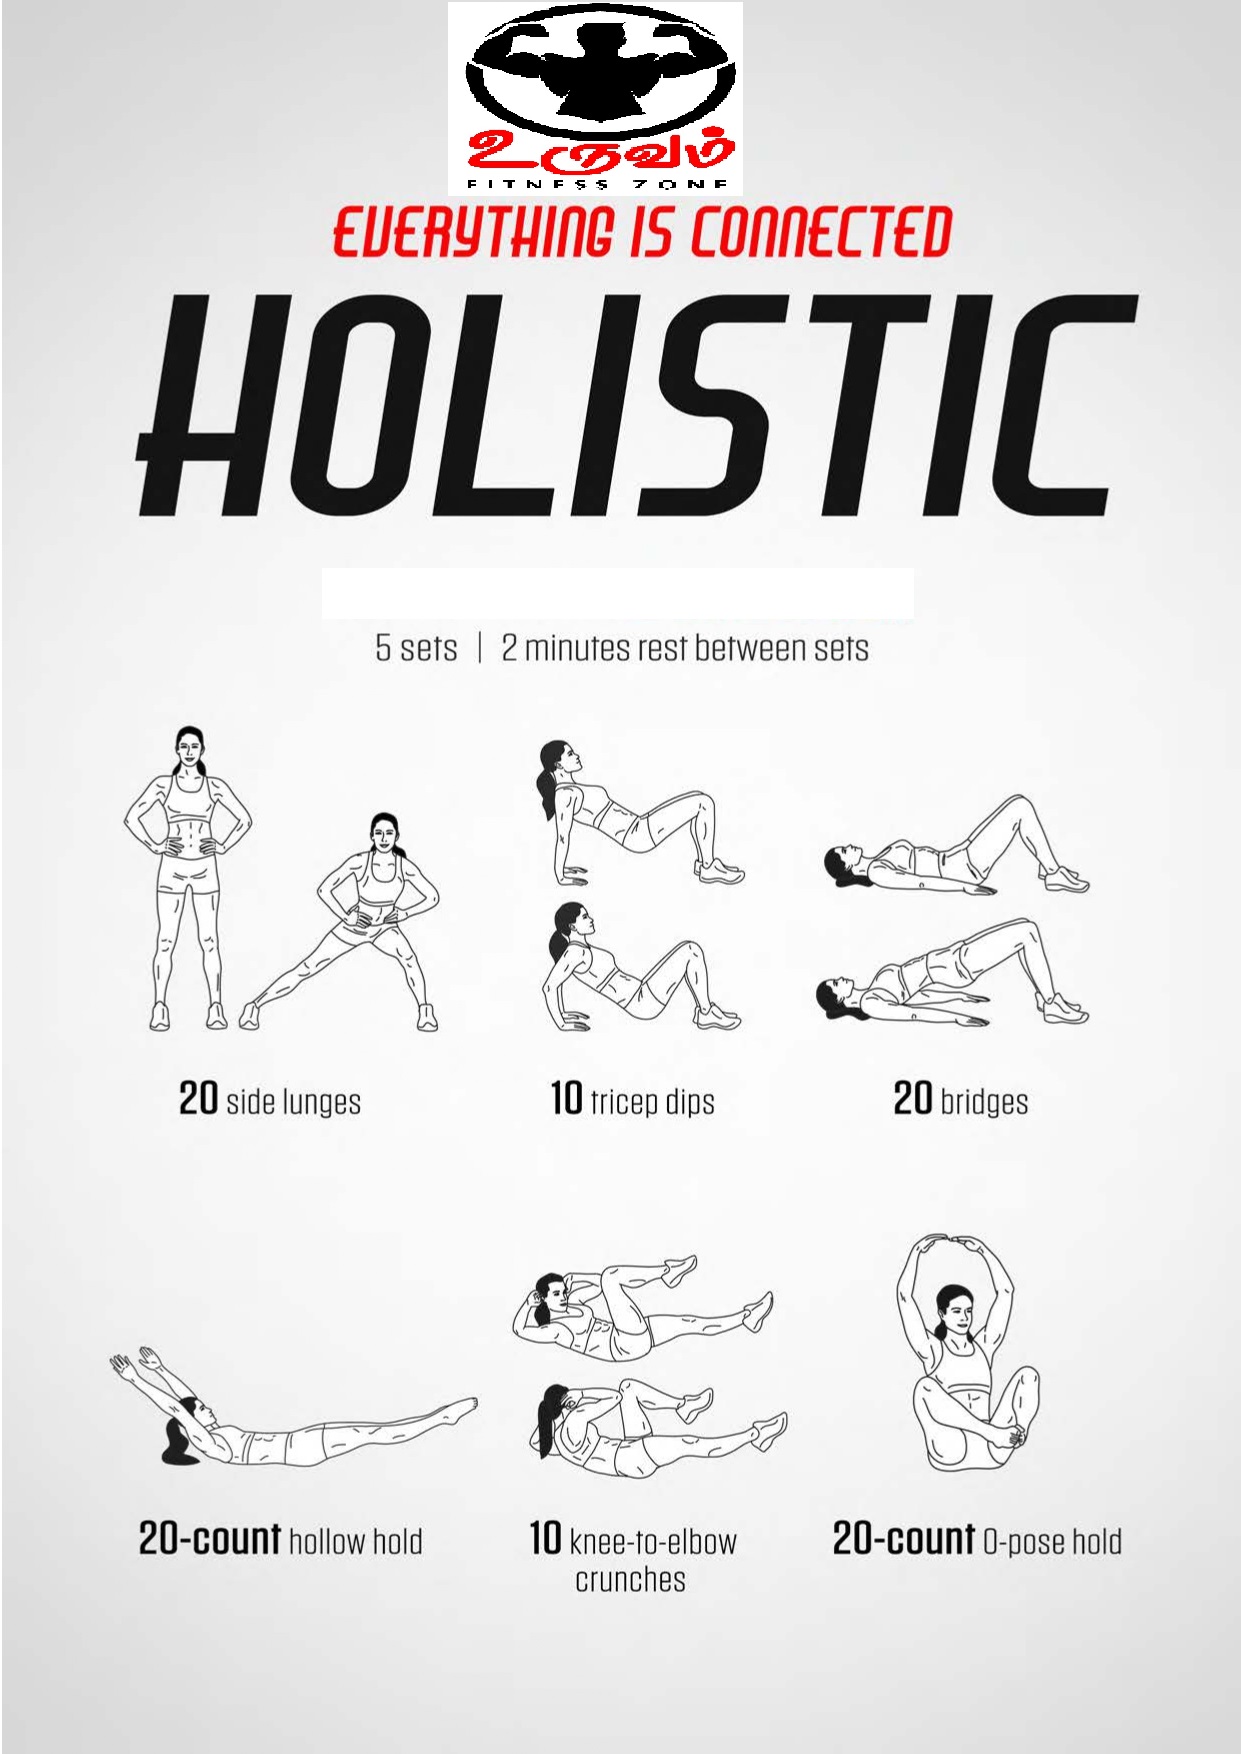 உருவம்
FITNESS ZONE
EVERYTHING IS CONNECTED
HOLISTIC
5 sets | 2 minutes rest between sets
20 side lunges
10 tricep dips
20 bridges
20-count hollow hold
10 knee-to-elbow
crunches
20-count O-pose hold